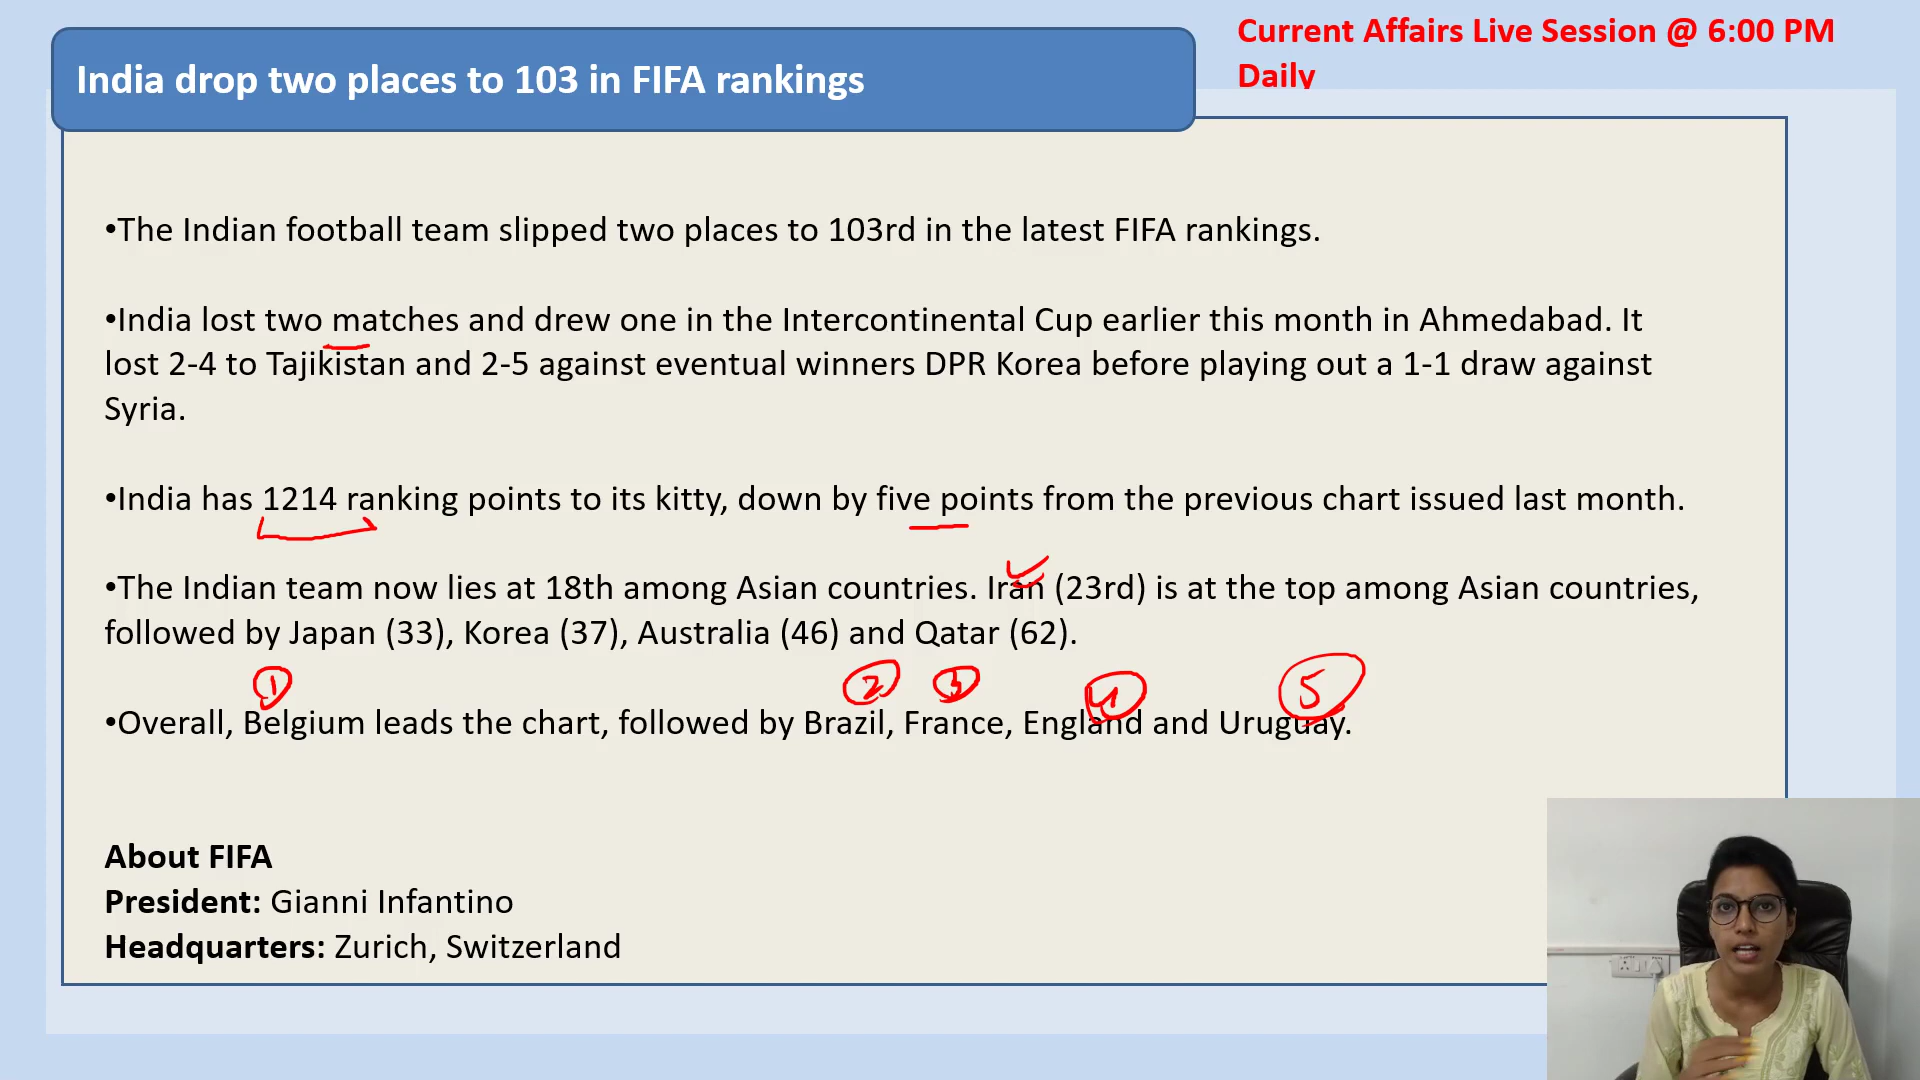 Current Affairs Live Session @ 6:00 PM
Daily
India drop two places to 103 in FIFA rankings
•The Indian football team slipped two places to 103rd in the latest FIFA rankings.
•India lost two matches and drew one in the Intercontinental Cup earlier this month in Ahmedabad. It
lost 2-4 to Tajikistan and 2-5 against eventual winners DPR Korea before playing out a 1-1 draw against
Syria.
•India has 1214 ranking points to its kitty, down by five points from the previous chart issued last month.
•The Indian team now lies at 18th among Asian countries. Iran (23rd) is at the top among Asian countries,
followed by Japan (33), Korea (37), Australia (46) and Qatar (62).
1 2 3 4 5
•Overall, Belgium leads the chart, followed by Brazil, France, England and Uruguay.
About FIFA
President: Gianni Infantino
Headquarters: Zurich, Switzerland